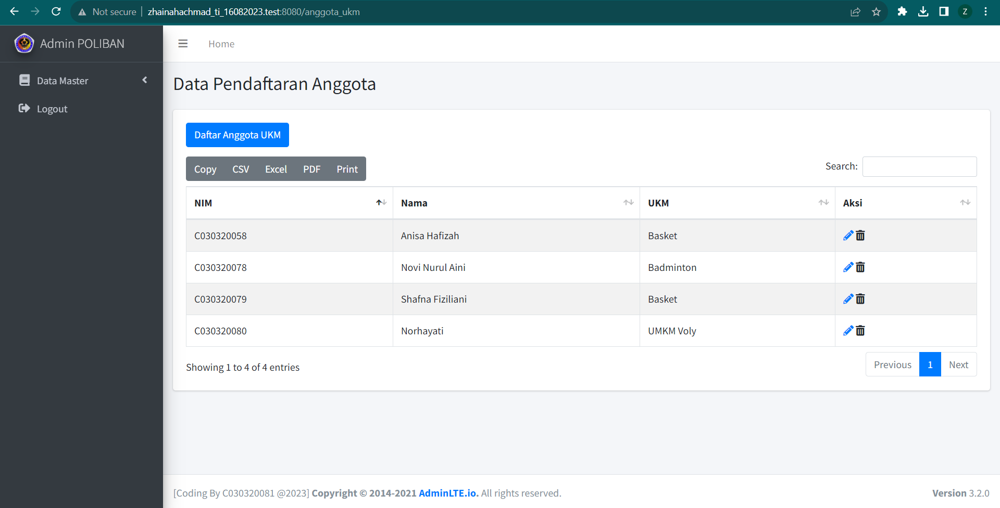 Not secure | zhainahachmad_ti_16082023.test:8080/anggota_ukm
Z
Admin POLIBAN
Home
Data Master
Logout
Data Pendaftaran Anggota
Daftar Anggota UKM
Copy CSV Excel PDF Print
Search:
NIM Nama UKM Aksi
C030320058 Anisa Hafizah Basket
C030320078 Novi Nurul Aini Badminton
C030320079 Shafna Fiziliani Basket
C030320080 Norhayati UMKM Voly
Showing 1 to 4 of 4 entries
Previous 1 Next
[Coding By C030320081 @2023] Copyright © 2014-2021 AdminLTE.io. All rights reserved.
Version 3.2.0